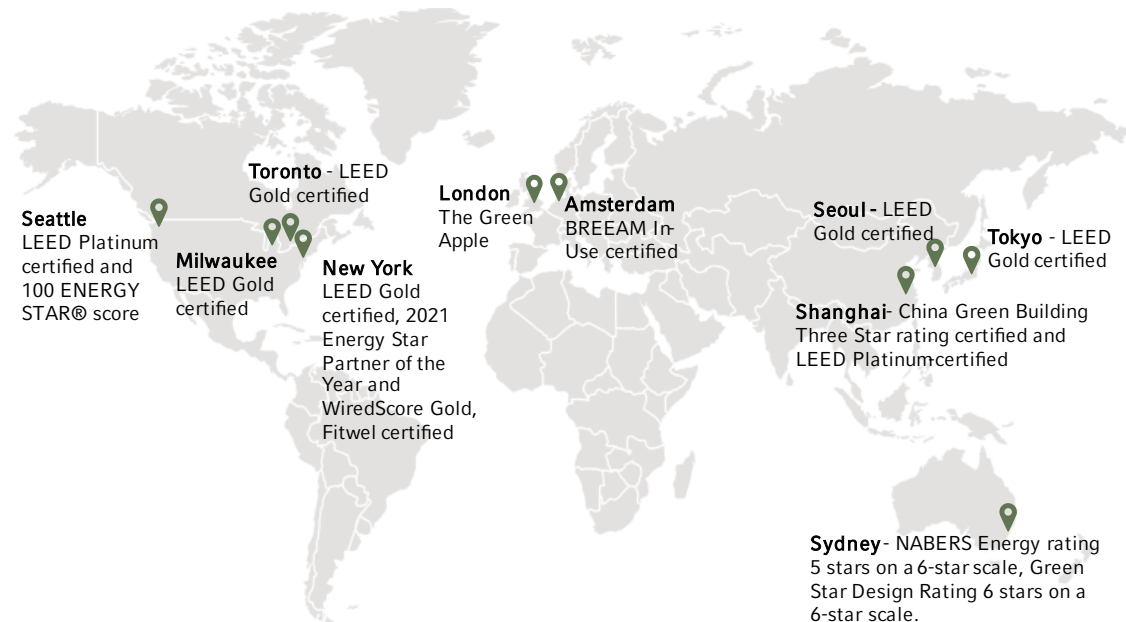 Toronto - LEED
Gold certified
Seattle
LEED Platinum
certified and
100 ENERGY
STAR® score
Milwaukee
LEED Gold
certified
New York
LEED Gold
certified, 2021
Energy Star
Partner of the
Year and
WiredScore Gold,
Fitwel certified
London
The Green
Apple
Amsterdam
BREEAM In-
Use certified
Seoul - LEED
Gold certified
Tokyo - LEED
Gold certified
Shanghai- China Green Building
Three Star rating certified and
LEED Platinum-certified
Sydney - NABERS Energy rating
5 stars on a 6-star scale, Green
Star Design Rating 6 stars on a
6-star scale.